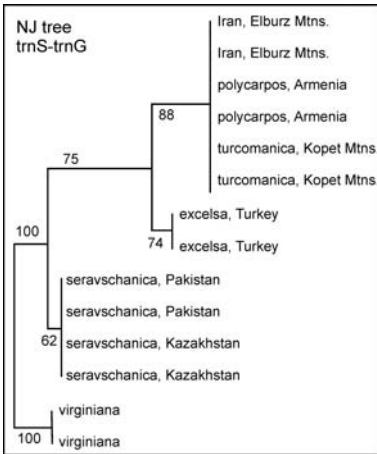 NJ tree
trnS-trnG
Iran, Elburz Mtns.
Iran, Elburz Mtns.
polycarpos, Armenia
88
polycarpos, Armenia
turcomanica, Kopet Mtns.
75
turcomanica, Kopet Mtns.
excelsa, Turkey
100
74
excelsa, Turkey
seravschanica, Pakistan
seravschanica, Pakistan
62
seravschanica, Kazakhstan
seravschanica, Kazakhstan
virginiana
100
virginiana